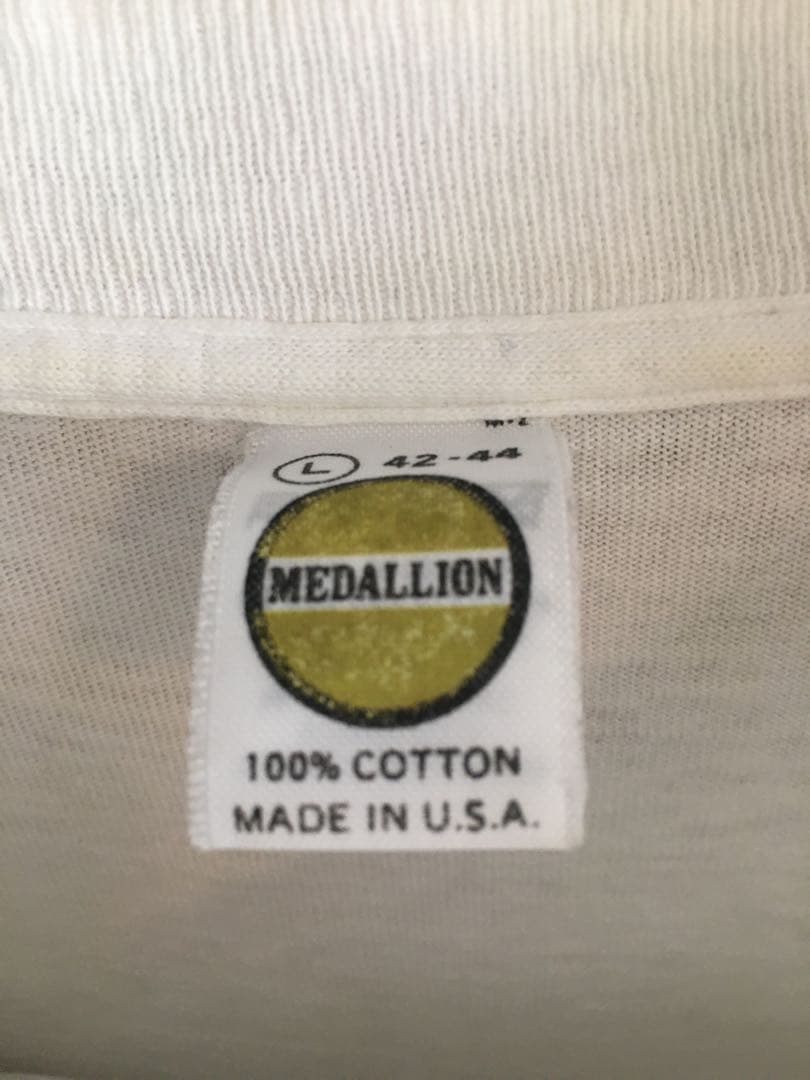 L 42-44
MEDALLION
100% COTTON
MADE IN U.S.A.